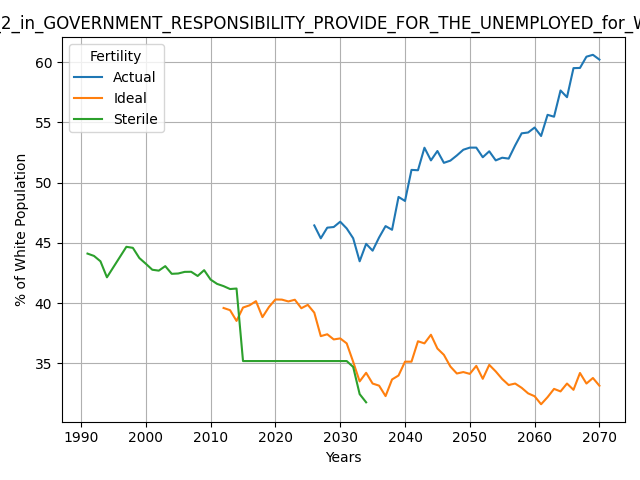 _2_in_GOVERNMENT_RESPONSIBILITY_PROVIDE_FOR_THE_UNEMPLOYED_for_W
Fertility
Actual
Ideal
Sterile
60
55
50
45
40
35
% of White Population
1990 2000 2010 2020 2030 2040 2050 2060 2070
Years